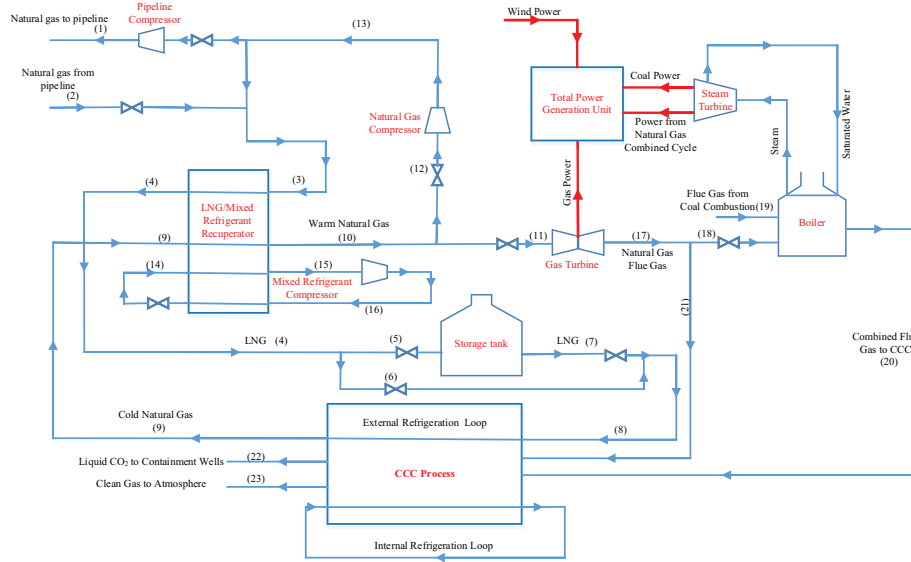 Natural gas to pipeline
(1)
Pipeline
Compressor
(13)
Wind Power
Natural gas from
pipeline
(2)
Natural Gas
Compressor
(12)
Total Power
Generation Unit
Coal Power
Power from
Natural Gas
Combined Cycle
Steam
Turbine
Steam
Saturated Water
Gas Power
(3)
(4)
LNG/Mixed
Refrigerant
Recuperator
Warm Natural Gas
(9)
(10)
(11)
Gas Turbine
(17)
Natural Gas
Flue Gas
(18)
Flue Gas from
Coal Combustion(19)
Boiler
(14)
(15)
Mixed Refrigerant
Compressor
(16)
(21)
LNG (4)
(5)
(6)
Storage tank
LNG (7)
Combined Flu
Gas to CCC
(20)
Cold Natural Gas
(9)
External Refrigeration Loop
(8)
Liquid CO2 to Containment Wells
(22)
CCC Process
Clean Gas to Atmosphere
(23)
Internal Refrigeration Loop